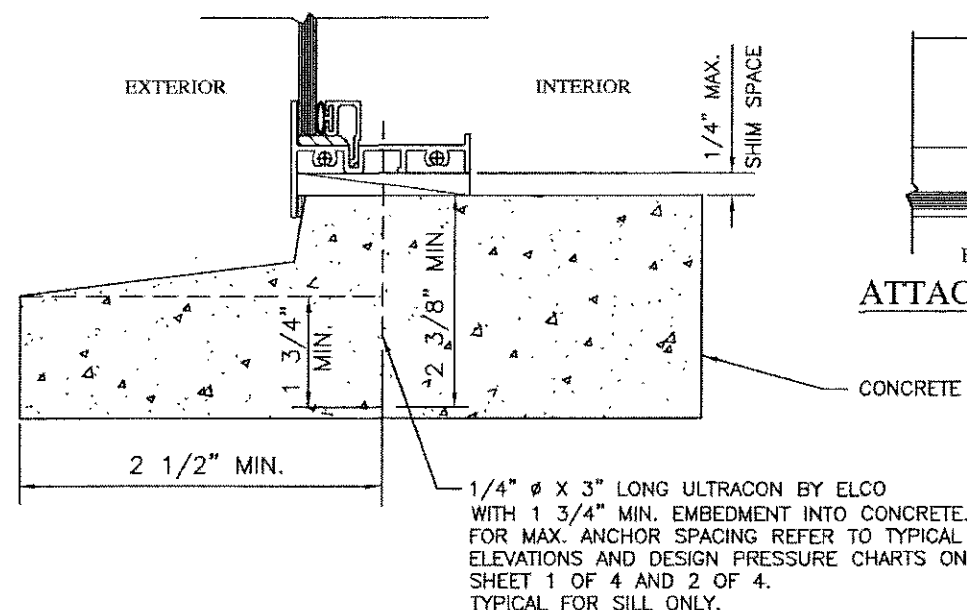 EXTERIOR
INTERIOR
1/4" MAX.
SHIM SPACE
1 3/4"
MIN.
2 3/8" MIN.
ATTAC
CONCRETE
2 1/2" MIN.
1/4" ø X 3" LONG ULTRACON BY ELCO
WITH 1 3/4" MIN. EMBEDMENT INTO CONCRETE.
FOR MAX. ANCHOR SPACING REFER TO TYPICAL
ELEVATIONS AND DESIGN PRESSURE CHARTS ON
SHEET 1 OF 4 AND 2 OF 4.
TYPICAL FOR SILL ONLY.